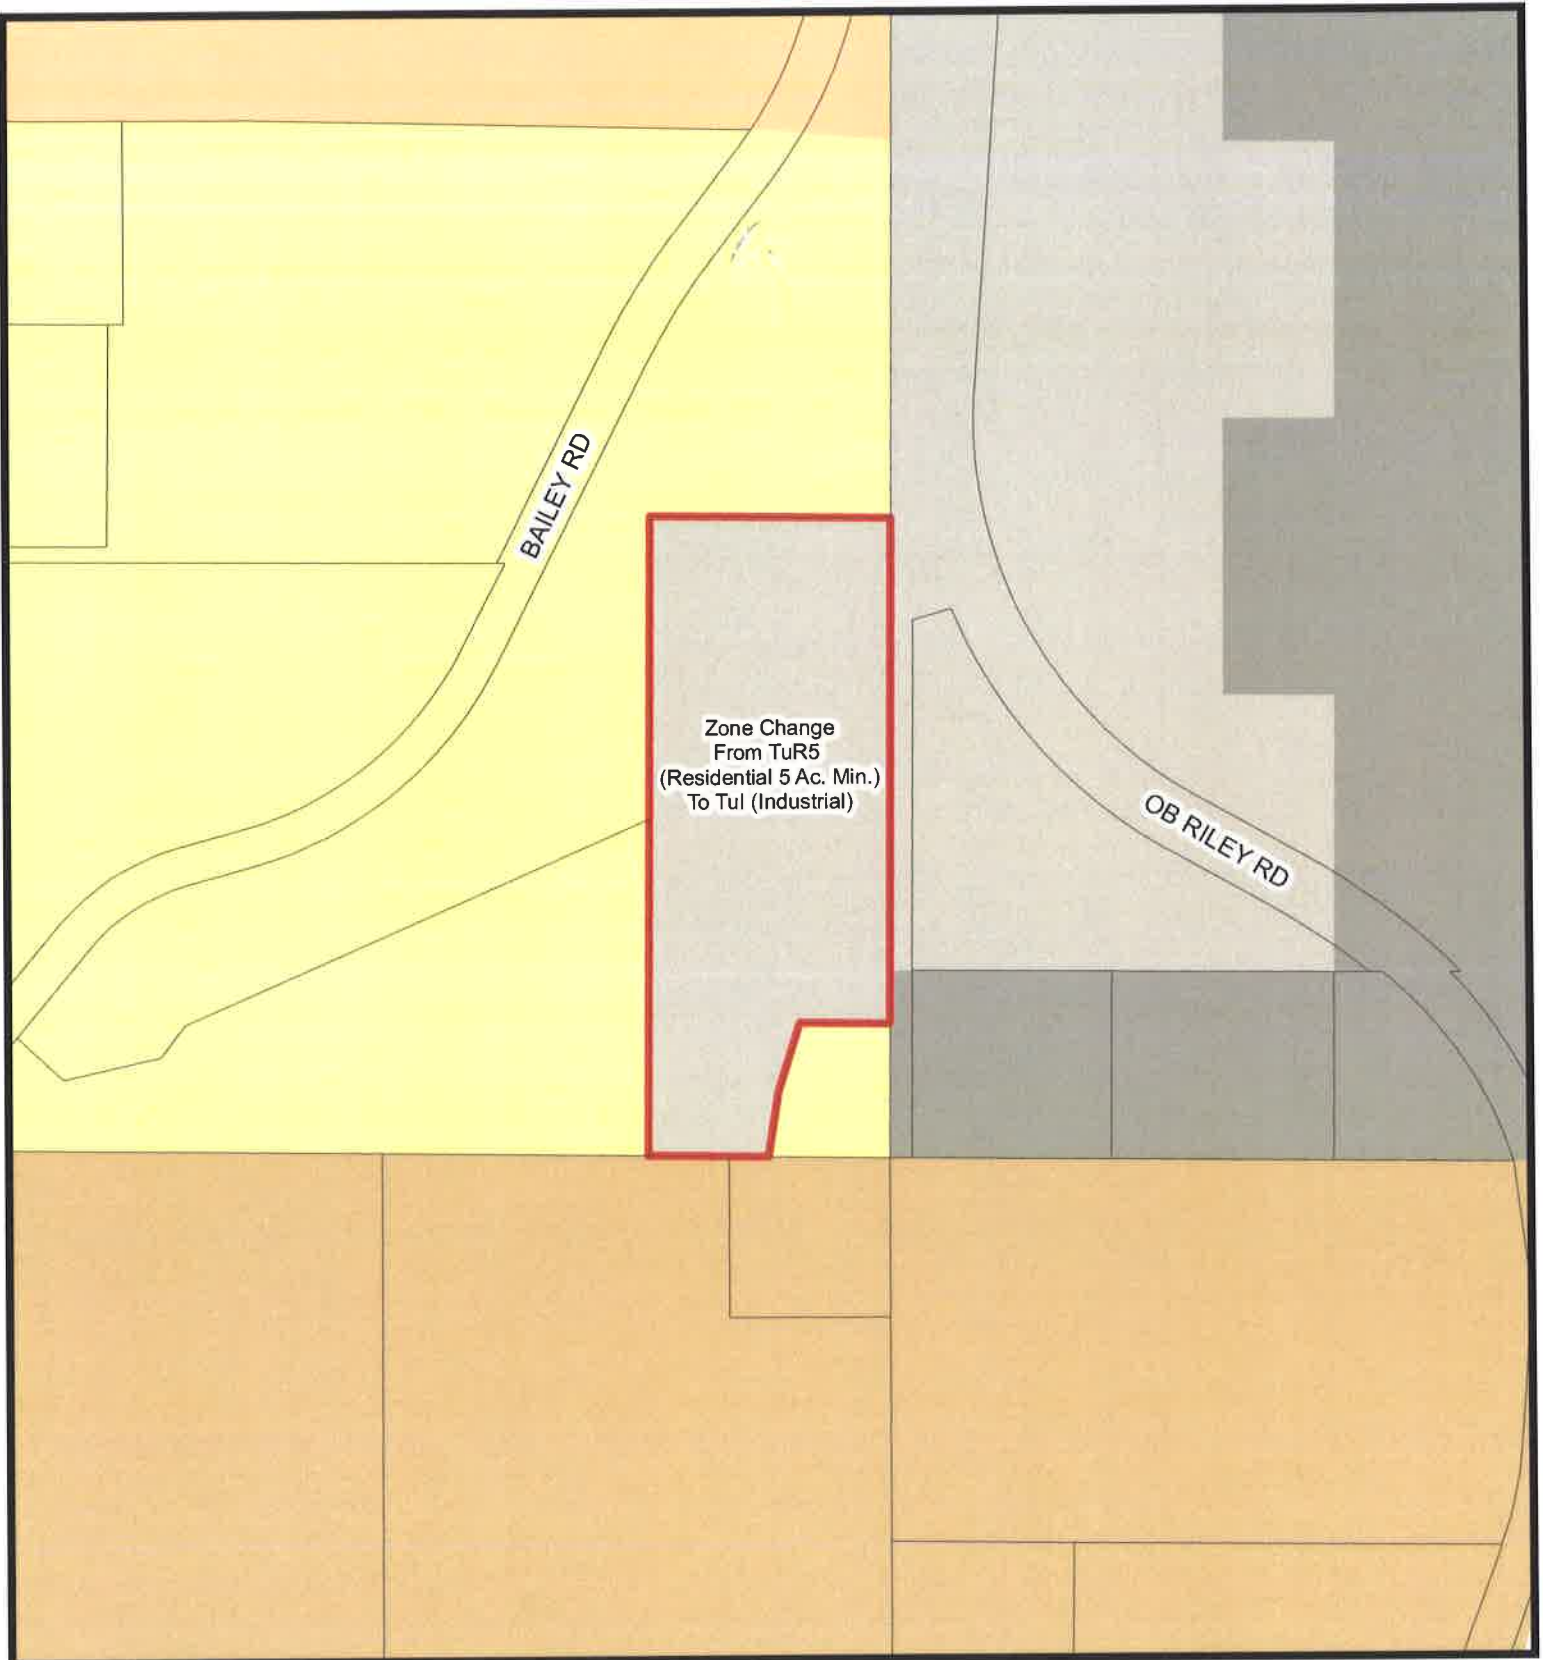 BAILEY RD
Zone Change
From TuR5
(Residential 5 Ac. Min.)
To TuI (Industrial)
OB RILEY RD